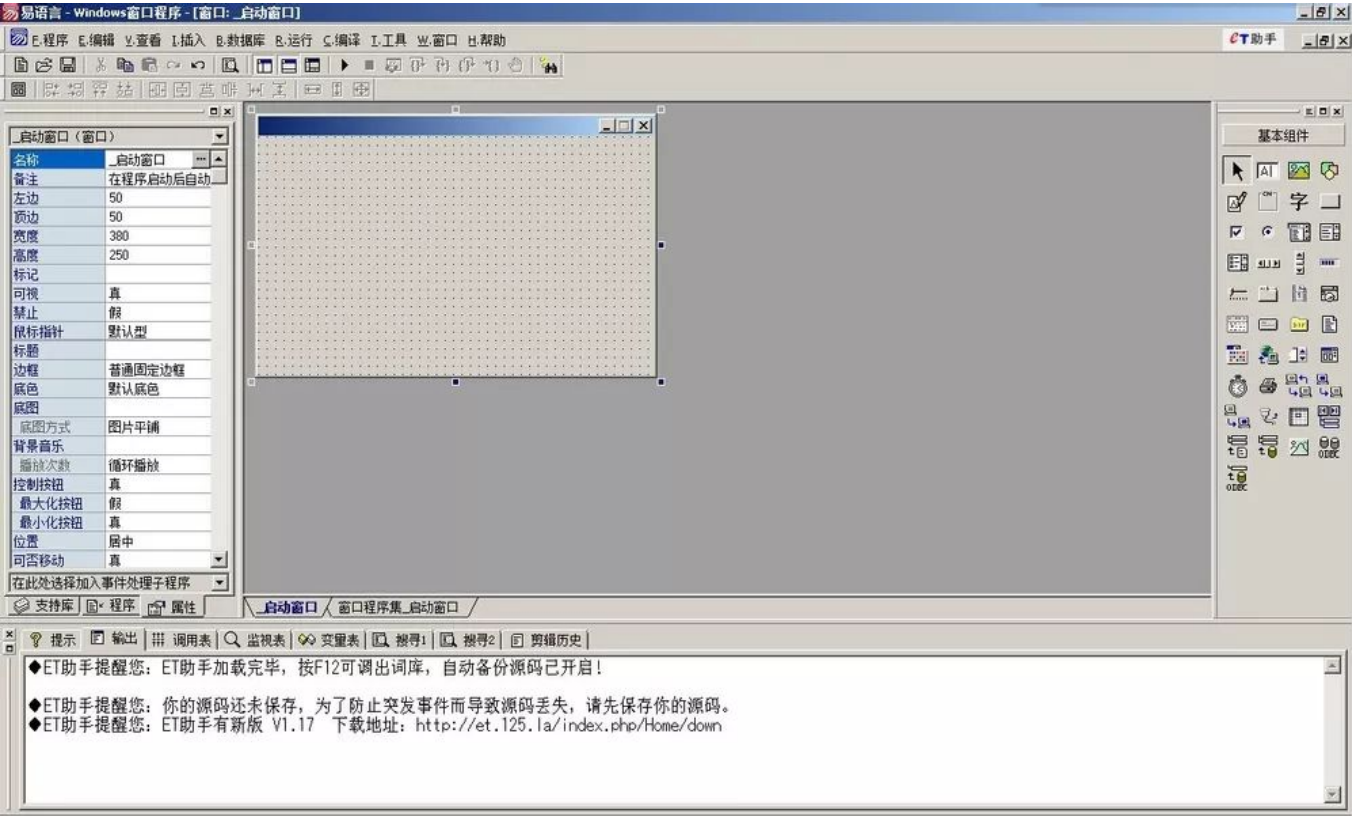 易语言 - Windows窗口程序 - [窗口: _启动窗口]
E.程序 E.编辑 V.查看 I.插入 B.数据库 R.运行 C.编译 T.工具 W.窗口 H.帮助
eT助手
_启动窗口（窗口）
名称 _启动窗口
备注 在程序启动后自动
左边 50
顶边 50
宽度 380
高度 250
标记
可视 真
禁止 假
鼠标指针 默认型
标题
边框 普通固定边框
底色 默认底色
底图
底图方式 图片平铺
背景音乐
播放次数 循环播放
控制按钮 真
最大化按钮 假
最小化按钮 真
位置 居中
可否移动 真
在此处选择加入事件处理子程序
支持库 程序 属性
_启动窗口 窗口程序集_启动窗口
基本组件
字
ODBC
ODBC
提示 输出 调用表 监视表 变量表 搜寻1 搜寻2 剪辑历史
◆ET助手提醒您: ET助手加载完毕, 按F12可调出词库, 自动备份源码已开启!
◆ET助手提醒您: 你的源码还未保存, 为了防止突发事件而导致源码丢失, 请先保存你的源码。
◆ET助手提醒您: ET助手有新版 V1.17 下载地址: http://et.125.la/index.php/Home/down